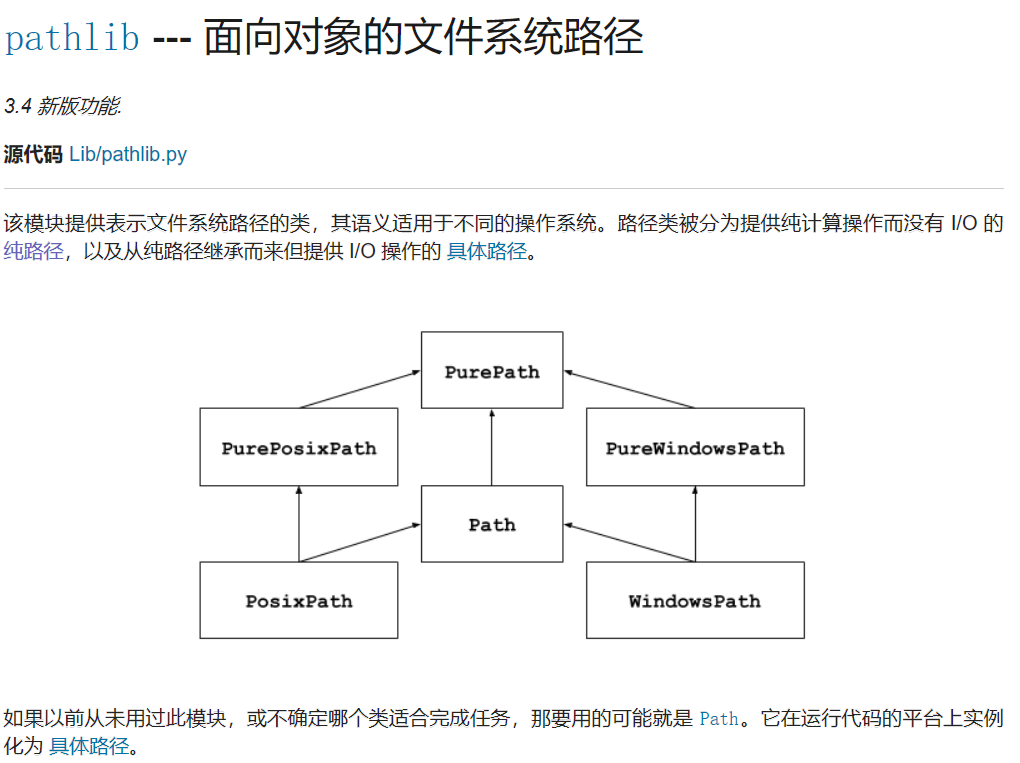 pathlib --- 面向对象的文件系统路径
3.4 新版功能.
源代码 Lib/pathlib.py
该模块提供表示文件系统路径的类，其语义适用于不同的操作系统。路径类被分为提供纯计算操作而没有 I/O 的
纯路径，以及从纯路径继承而来但提供 I/O 操作的 具体路径。
PurePath
PurePosixPath
PureWindowsPath
Path
PosixPath
WindowsPath
如果以前从未用过此模块，或不确定哪个类适合完成任务，那要用的可能就是 Path。它在运行代码的平台上实例
化为 具体路径。